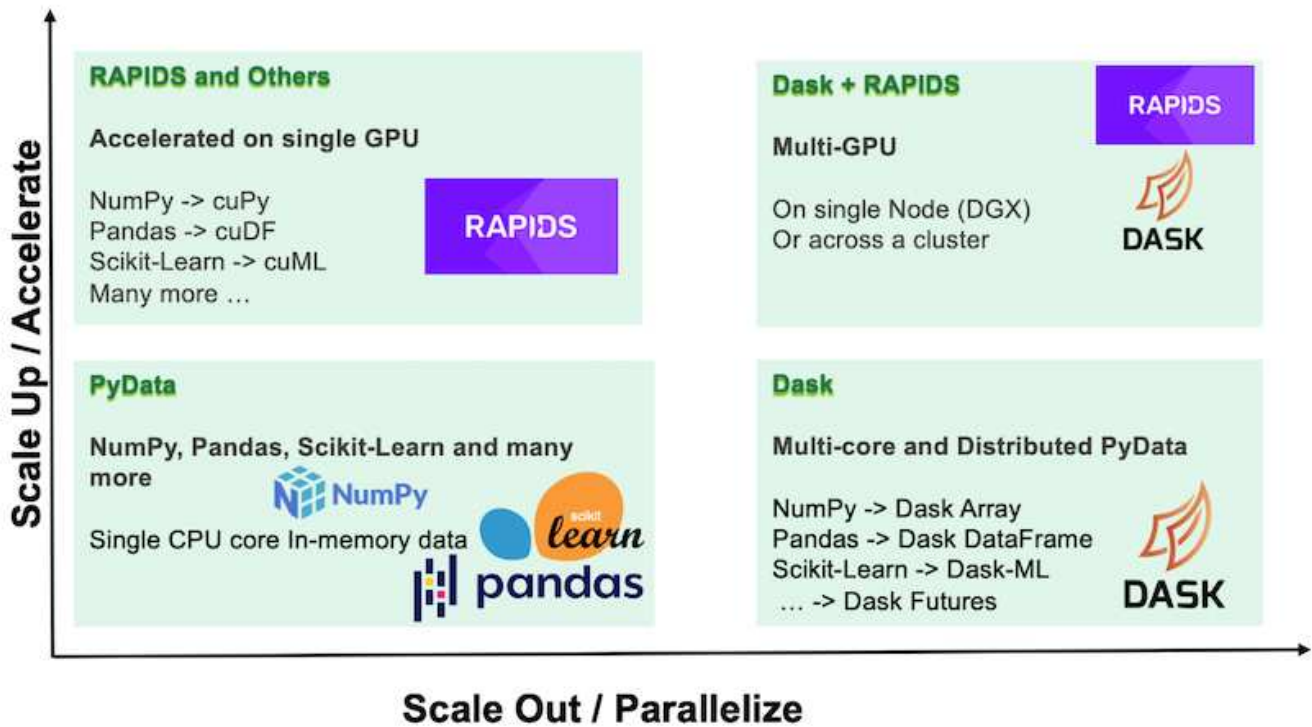 Scale Up / Accelerate
RAPIDS and Others
Accelerated on single GPU
NumPy -> cuPy
Pandas -> cuDF
Scikit-Learn -> cuML
Many more ...
RAPIDS
Dask + RAPIDS
Multi-GPU
On single Node (DGX)
Or across a cluster
RAPIDS
DASK
PyData
NumPy, Pandas, Scikit-Learn and many
more
NumPy
Single CPU core In-memory data
scikit
learn
pandas
Dask
Multi-core and Distributed PyData
NumPy -> Dask Array
Pandas -> Dask DataFrame
Scikit-Learn -> Dask-ML
... -> Dask Futures
DASK
Scale Out / Parallelize